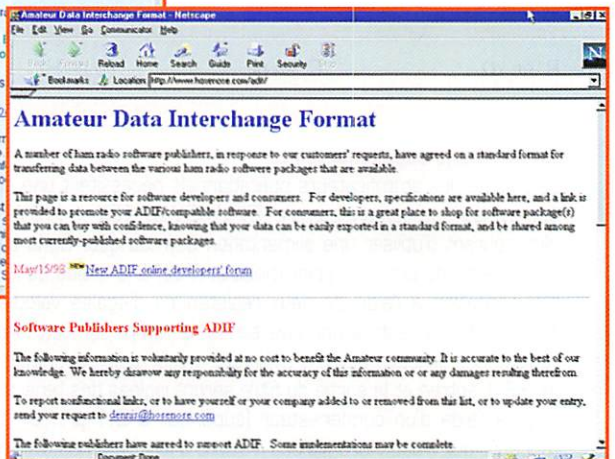 Amateur Data Interchange Format - Netscape
File Edit View Go Communicator Help
Back Forward Reload Home Search Guide Print Security Stop
N
Bookmarks Location: http://www.hosenose.com/adif/
Amateur Data Interchange Format
A number of ham radio software publishers, in response to our customers' requests, have agreed on a standard format for
transferring data between the various ham radio software packages that are available.
This page is a resource for software developers and consumers. For developers, specifications are available here, and a link is
provided to promote your ADIF/compatible software. For consumers, this is a great place to shop for software package(s)
that you can buy with confidence, knowing that your data can be easily exported in a standard format, and be shared among
most currently-published software packages.
May/15/98 NEW New ADIF online developers' forum
Software Publishers Supporting ADIF
The following information is voluntarily provided at no cost to benefit the Amateur community. It is accurate to the best of our
knowledge. We hereby disavow any responsibility for the accuracy of this information or or any damages resulting therefrom.
To report nonfunctional links, or to have yourself or your company added to or removed from this list, or to update your entry,
send your request to dennis@hosenose.com
The following publishers have agreed to support ADIF. Some implementations may be complete.
Document: Done